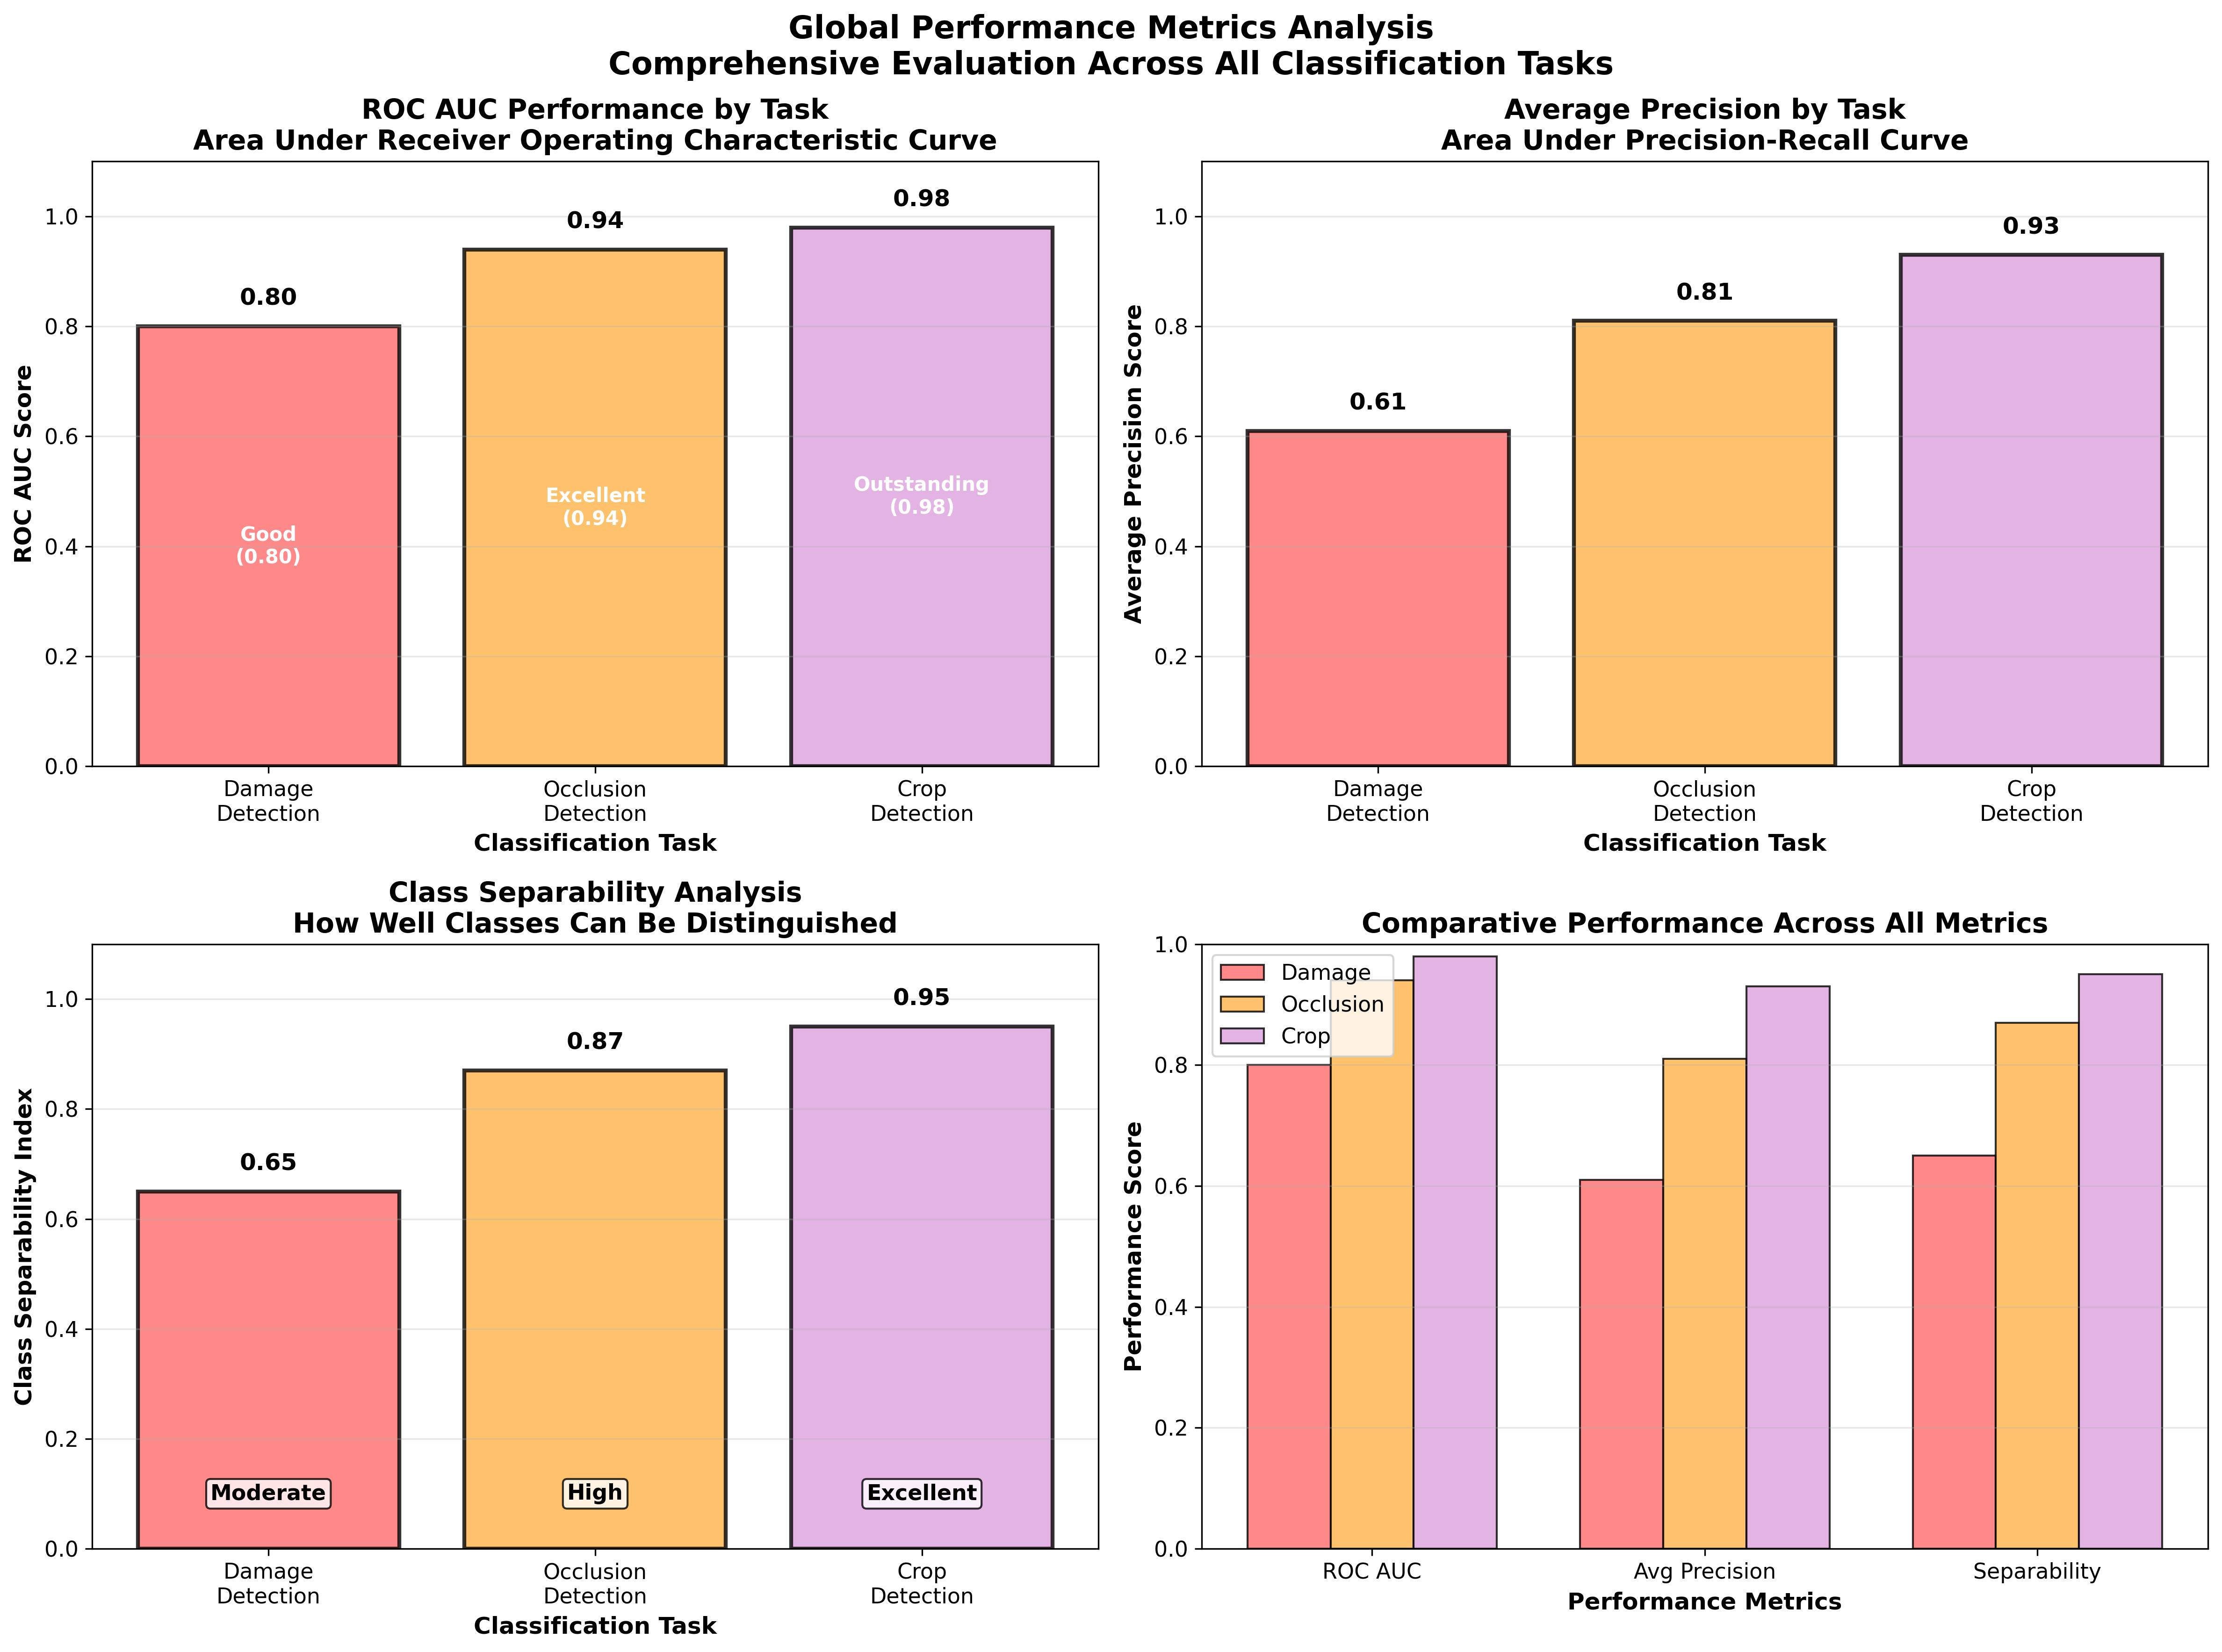 Global Performance Metrics Analysis
Comprehensive Evaluation Across All Classification Tasks
ROC AUC Performance by Task
Area Under Receiver Operating Characteristic Curve
ROC AUC Score
1.0
0.8
0.6
0.4
0.2
0.0
0.80
0.94
0.98
Good
(0.80)
Excellent
(0.94)
Outstanding
(0.98)
Damage
Detection
Occlusion
Detection
Crop
Detection
Classification Task
Average Precision by Task
Area Under Precision-Recall Curve
Average Precision Score
1.0
0.8
0.6
0.4
0.2
0.0
0.61
0.81
0.93
Damage
Detection
Occlusion
Detection
Crop
Detection
Classification Task
Class Separability Analysis
How Well Classes Can Be Distinguished
Class Separability Index
1.0
0.8
0.6
0.4
0.2
0.0
0.65
0.87
0.95
Moderate
High
Excellent
Damage
Detection
Occlusion
Detection
Crop
Detection
Classification Task
Comparative Performance Across All Metrics
Performance Score
1.0
0.8
0.6
0.4
0.2
0.0
Damage
Occlusion
Crop
ROC AUC
Avg Precision
Separability
Performance Metrics